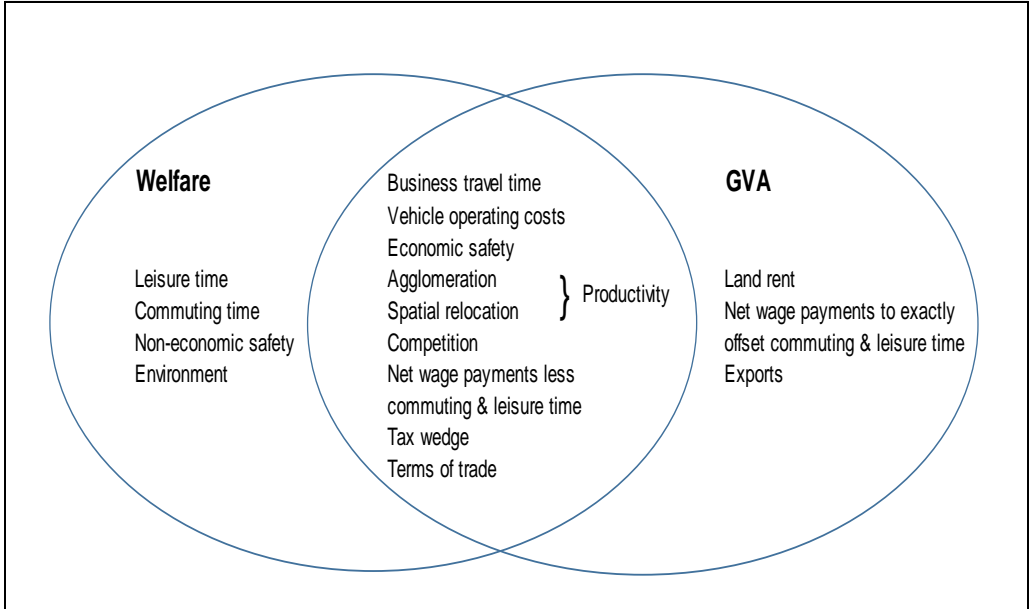 Welfare
Leisure time
Commuting time
Non-economic safety
Environment
Business travel time
Vehicle operating costs
Economic safety
Agglomeration
Spatial relocation
} Productivity
Competition
Net wage payments less
commuting & leisure time
Tax wedge
Terms of trade
GVA
Land rent
Net wage payments to exactly
offset commuting & leisure time
Exports